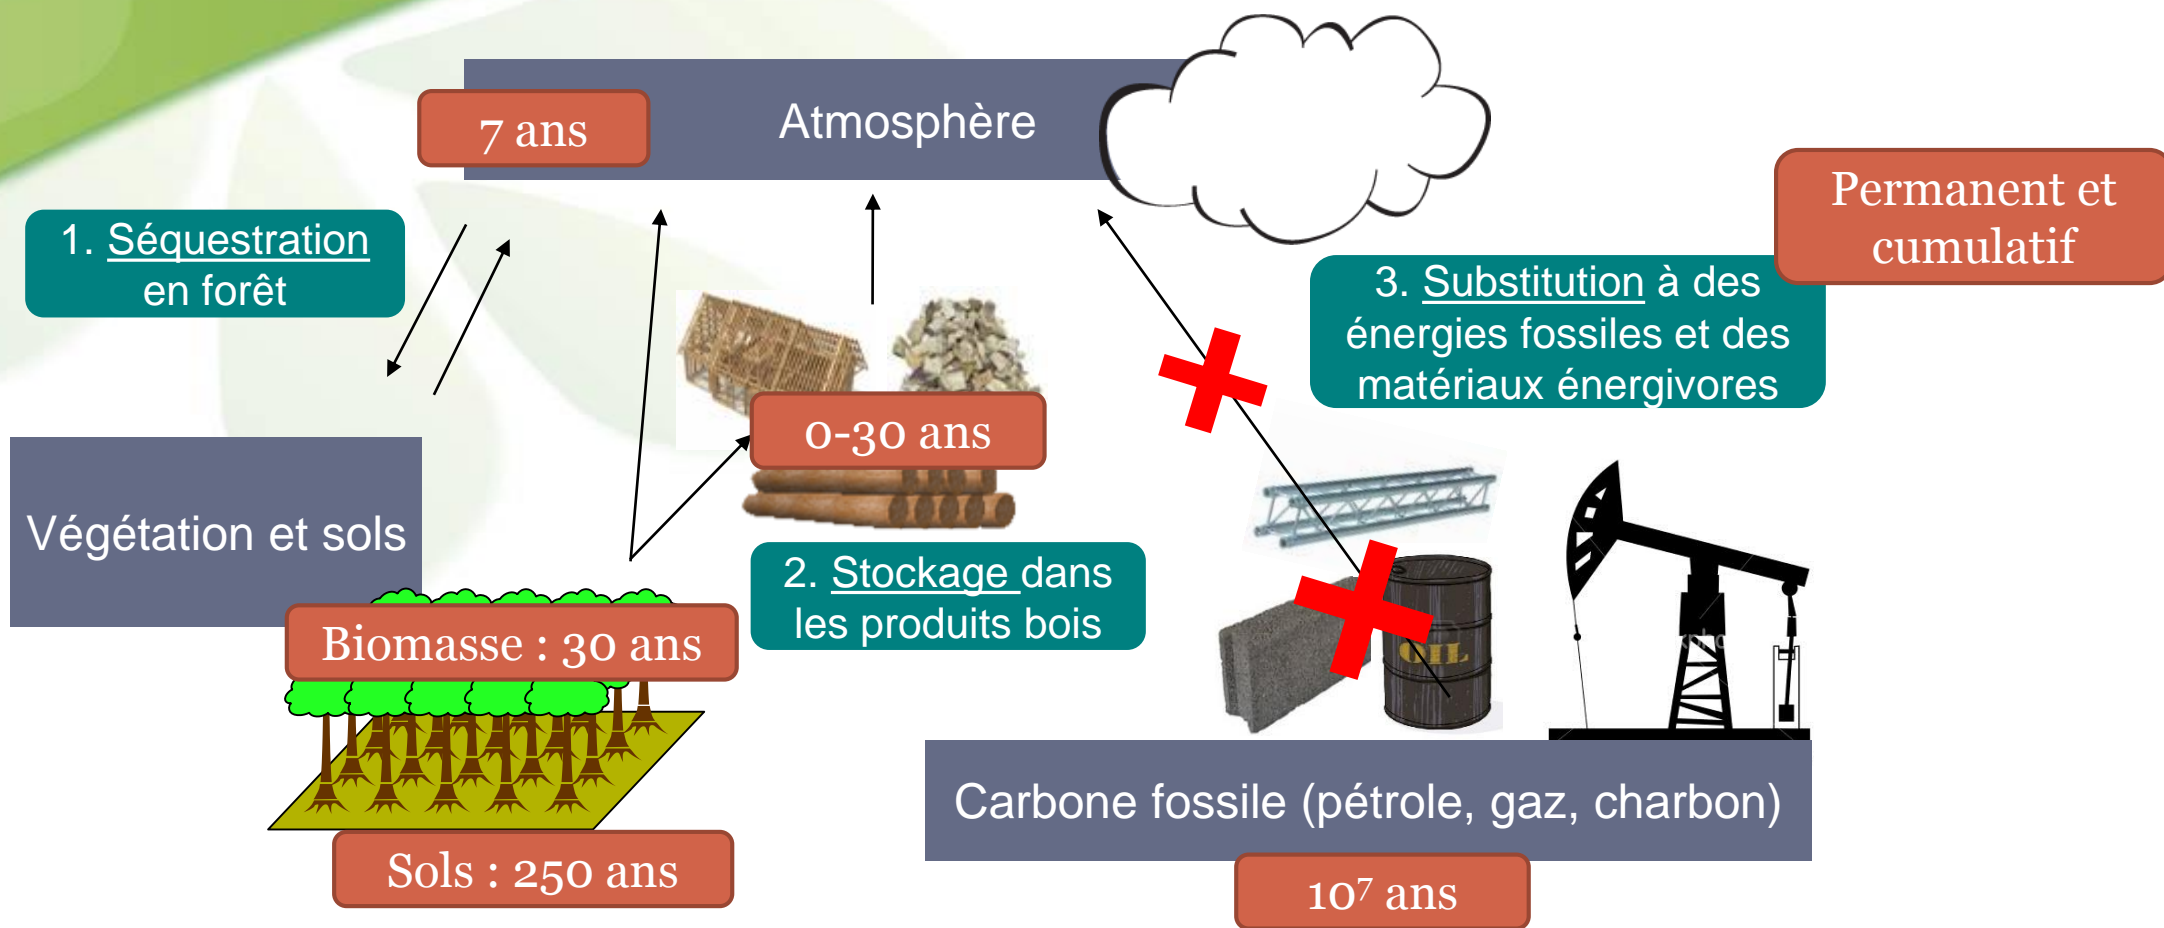 Atmosphère
7 ans
Permanent et
cumulatif
1. Séquestration
en forêt
3. Substitution à des
énergies fossiles et des
matériaux énergivores
0-30 ans
Végétation et sols
2. Stockage dans
les produits bois
Biomasse : 30 ans
OIL
Carbone fossile (pétrole, gaz, charbon)
Sols : 250 ans
10⁷ ans